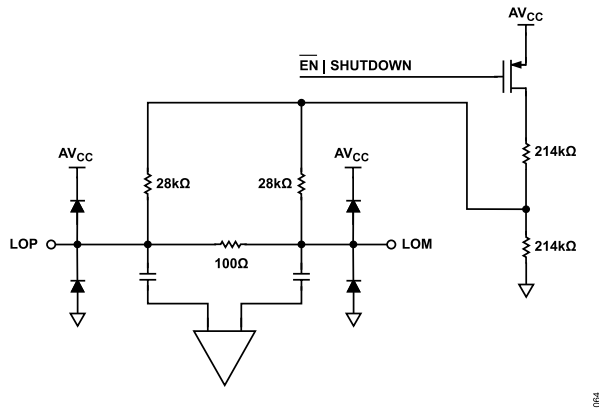 AVCC
EN | SHUTDOWN
214kΩ
AVCC
AVCC
28kΩ
28kΩ
LOP
100Ω
LOM
214kΩ
064